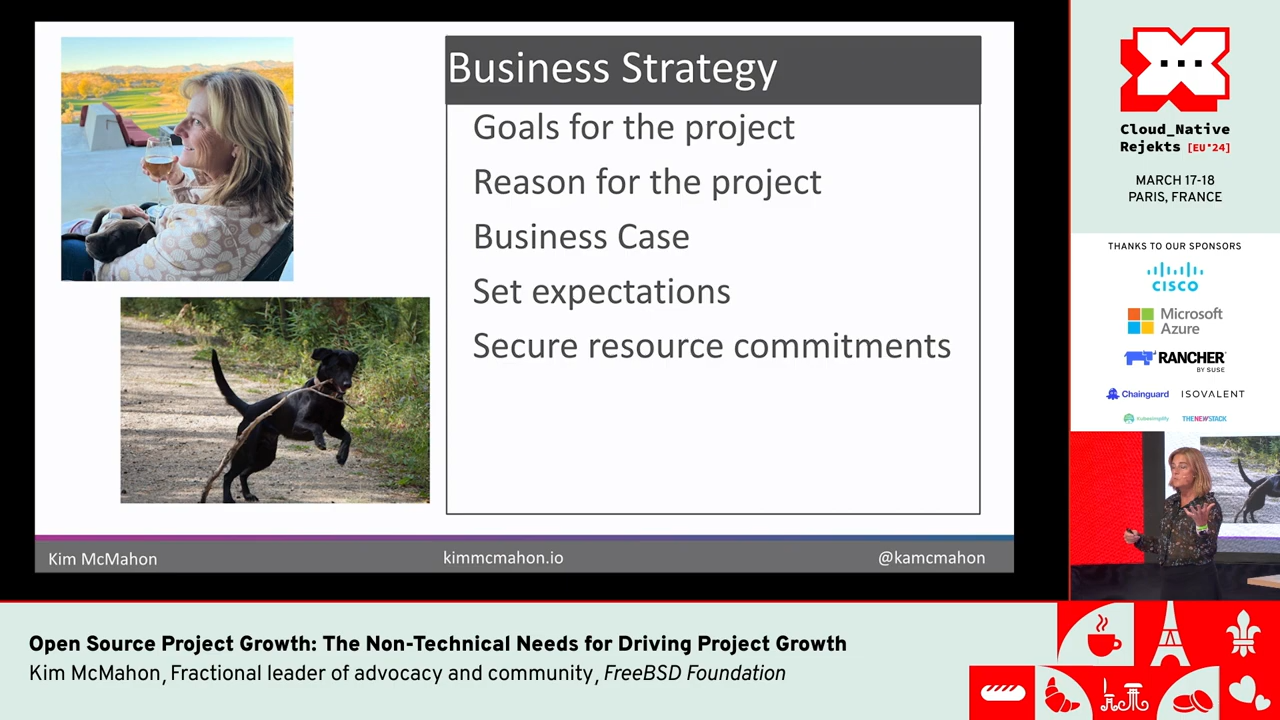 Business Strategy
Goals for the project
Reason for the project
Business Case
Set expectations
Secure resource commitments
Kim McMahon
kimmcmahon.io
@kamcmahon
Cloud_Native
Rejekts [EU*24]
MARCH 17-18
PARIS, FRANCE
THANKS TO OUR SPONSORS
CISCO
Microsoft
Azure
RANCHER
BY SUSE
Chainguard
ISOVALENT
Kubesimplify
THENEWSTACK
Open Source Project Growth: The Non-Technical Needs for Driving Project Growth
Kim McMahon, Fractional leader of advocacy and community, FreeBSD Foundation